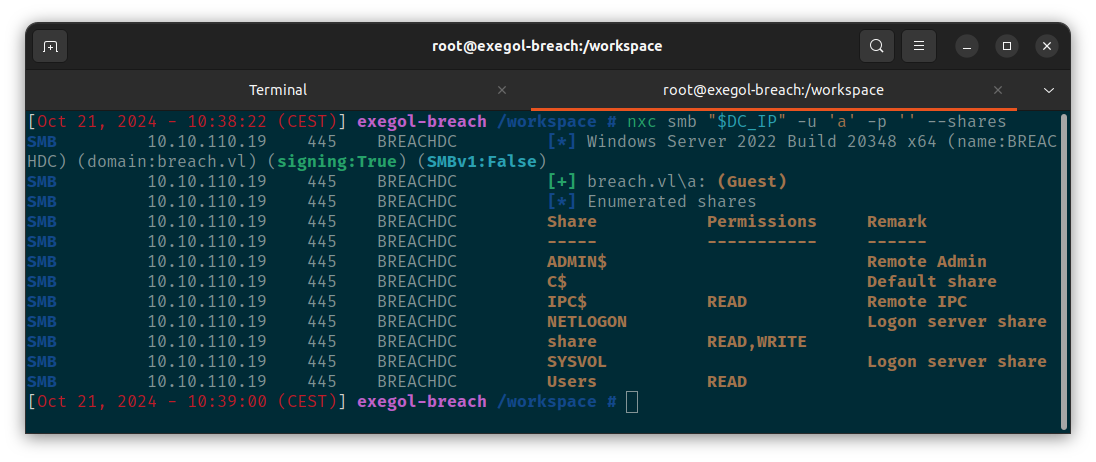 root@exegol-breach:/workspace
Terminal
root@exegol-breach:/workspace
[Oct 21, 2024 - 10:38:22 (CEST)] exegol-breach /workspace # nxc smb "$DC_IP" -u 'a' -p '' --shares
SMB 10.10.110.19 445 BREACHDC [*] Windows Server 2022 Build 20348 x64 (name:BREAC
HDC) (domain:breach.vl) (signing:True) (SMBv1:False)
SMB 10.10.110.19 445 BREACHDC [+] breach.vl\a: (Guest)
SMB 10.10.110.19 445 BREACHDC [*] Enumerated shares
SMB 10.10.110.19 445 BREACHDC Share Permissions Remark
SMB 10.10.110.19 445 BREACHDC ----- ----------- ------
SMB 10.10.110.19 445 BREACHDC ADMIN$ Remote Admin
SMB 10.10.110.19 445 BREACHDC C$ Default share
SMB 10.10.110.19 445 BREACHDC IPC$ READ Remote IPC
SMB 10.10.110.19 445 BREACHDC NETLOGON Logon server share
SMB 10.10.110.19 445 BREACHDC share READ,WRITE
SMB 10.10.110.19 445 BREACHDC SYSVOL Logon server share
SMB 10.10.110.19 445 BREACHDC Users READ
[Oct 21, 2024 - 10:39:00 (CEST)] exegol-breach /workspace #